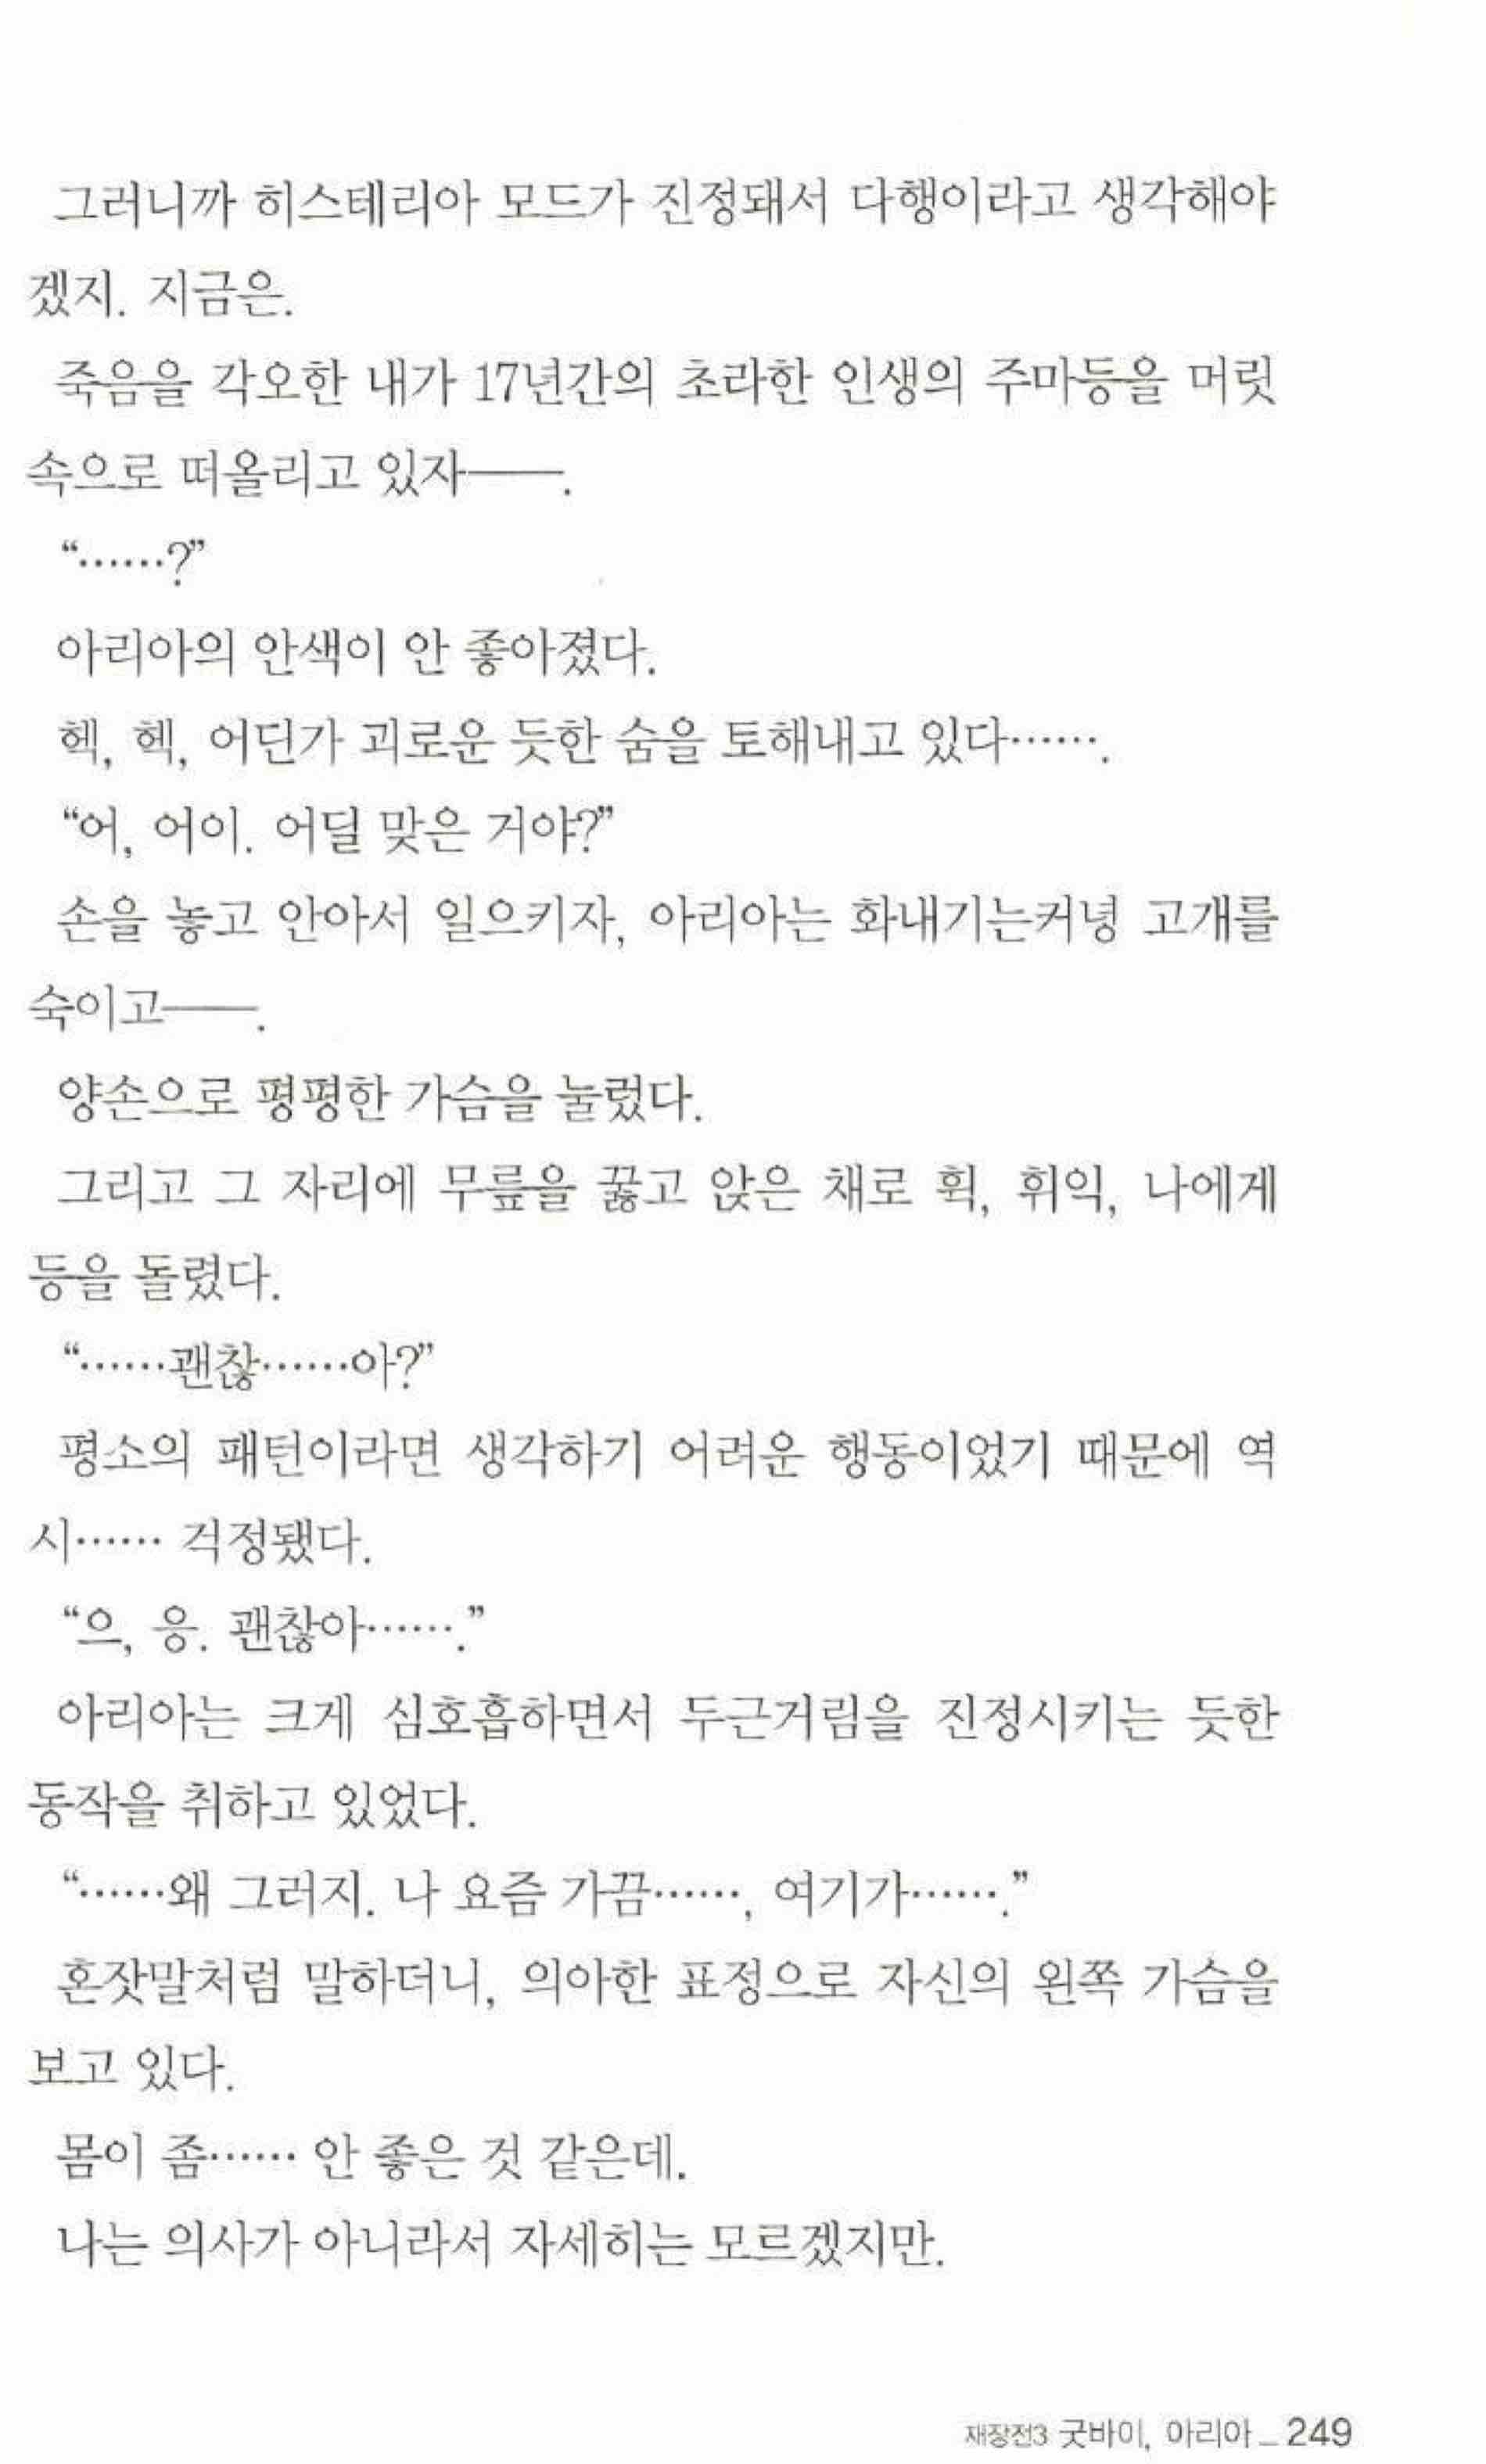 그러니까 히스테리아 모드가 진정돼서 다행이라고 생각해야
겠지. 지금은.
죽음을 각오한 내가 17년간의 초라한 인생의 주마등을 머릿
속으로 떠올리고 있자――.
“……?”
아리아의 안색이 안 좋아졌다.
헥, 헥, 어딘가 괴로운 듯한 숨을 토해내고 있다…….
“어, 어이. 어딜 맞은 거야?”
손을 놓고 안아서 일으키자, 아리아는 화내기는커녕 고개를
숙이고――.
양손으로 평평한 가슴을 눌렀다.
그리고 그 자리에 무릎을 꿇고 앉은 채로 휙, 휘익, 나에게
등을 돌렸다.
“……괜찮……아?”
평소의 패턴이라면 생각하기 어려운 행동이었기 때문에 역
시…… 걱정됐다.
“으, 응. 괜찮아…….”
아리아는 크게 심호흡하면서 두근거림을 진정시키는 듯한
동작을 취하고 있었다.
“……왜 그러지. 나 요즘 가끔……, 여기가…….”
혼잣말처럼 말하더니, 의아한 표정으로 자신의 왼쪽 가슴을
보고 있다.
몸이 좀…… 안 좋은 것 같은데.
나는 의사가 아니라서 자세히는 모르겠지만.
재장전3 굿바이, 아리아 _ 249